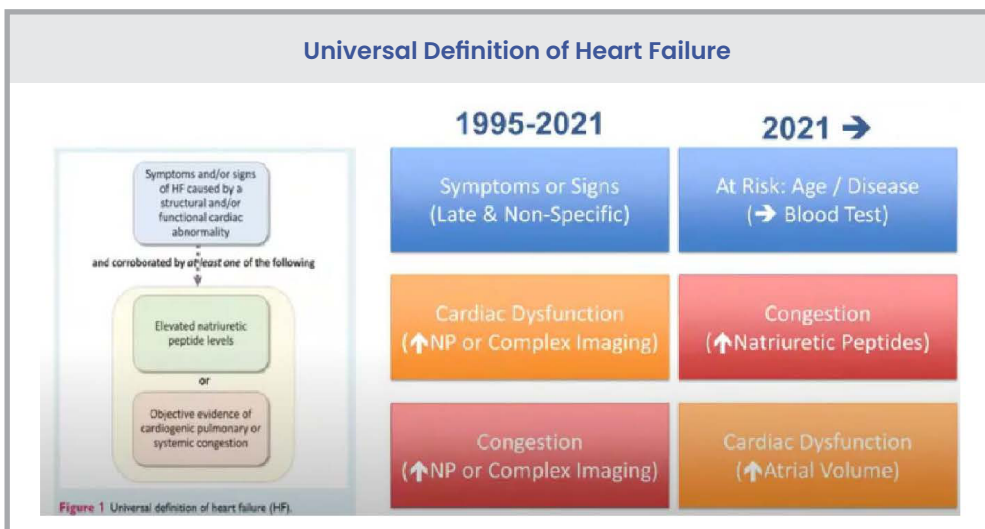 Universal Definition of Heart Failure
Symptoms and/or signs
of HF caused by a
structural and/or
functional cardiac
abnormality
and corroborated by at least one of the following
Elevated natriuretic
peptide levels
or
Objective evidence of
cardiogenic pulmonary or
systemic congestion
Figure 1 Universal definition of heart failure (HF).
1995-2021
Symptoms or Signs
(Late & Non-Specific)
Cardiac Dysfunction
(↑NP or Complex Imaging)
Congestion
(↑NP or Complex Imaging)
2021 →
At Risk: Age / Disease
(→ Blood Test)
Congestion
(↑Natriuretic Peptides)
Cardiac Dysfunction
(↑Atrial Volume)